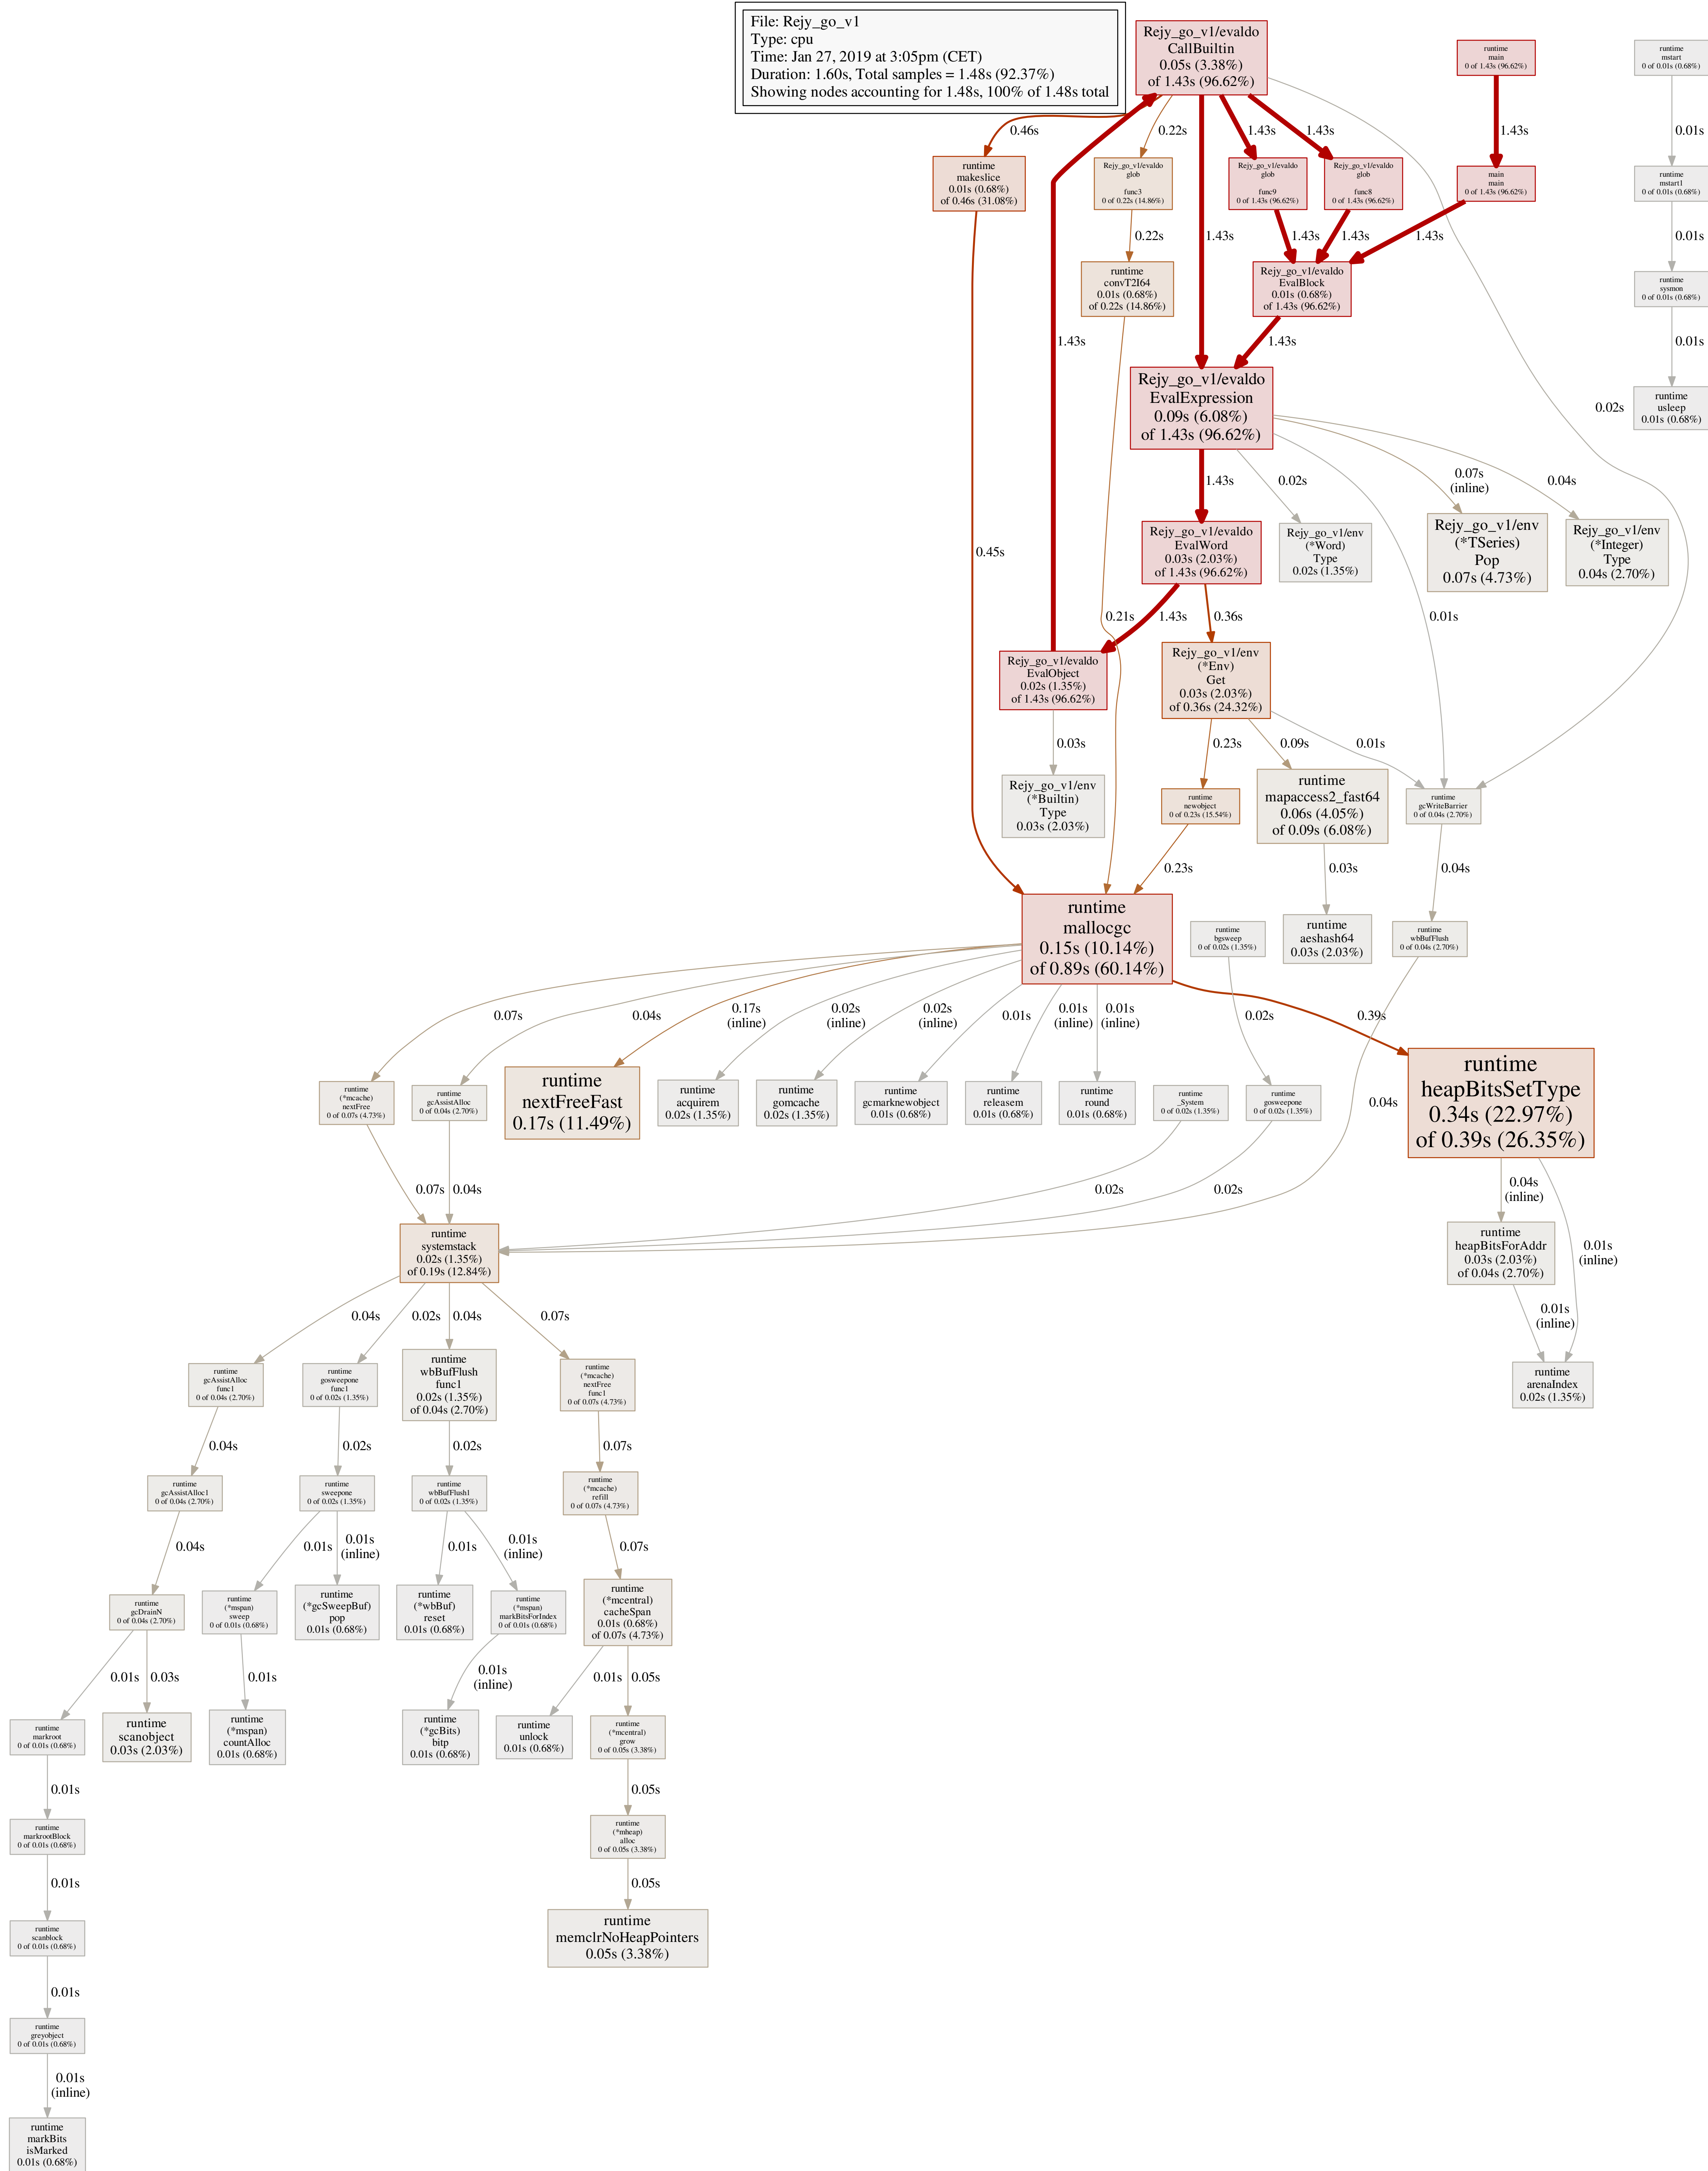 File: Rejy_go_v1
Type: cpu
Time: Jan 27, 2019 at 3:05pm (CET)
Duration: 1.60s, Total samples = 1.48s (92.37%)
Showing nodes accounting for 1.48s, 100% of 1.48s total
Rejy_go_v1/evaldo
CallBuiltin
0.05s (3.38%)
of 1.43s (96.62%)
runtime
main
0 of 1.43s (96.62%)
runtime
mstart
0 of 0.01s (0.68%)
0.46s
0.22s
1.43s
1.43s
1.43s
0.01s
runtime
makeslice
0.01s (0.68%)
of 0.46s (31.08%)
Rejy_go_v1/evaldo
glob
func3
0 of 0.22s (14.86%)
Rejy_go_v1/evaldo
glob
func9
0 of 1.43s (96.62%)
Rejy_go_v1/evaldo
glob
func8
0 of 1.43s (96.62%)
main
main
0 of 1.43s (96.62%)
runtime
mstart1
0 of 0.01s (0.68%)
0.22s
1.43s
1.43s
1.43s
1.43s
0.01s
runtime
convT2I64
0.01s (0.68%)
of 0.22s (14.86%)
Rejy_go_v1/evaldo
EvalBlock
0.01s (0.68%)
of 1.43s (96.62%)
runtime
sysmon
0 of 0.01s (0.68%)
1.43s
1.43s
0.01s
Rejy_go_v1/evaldo
EvalExpression
0.09s (6.08%)
of 1.43s (96.62%)
0.02s
runtime
usleep
0.01s (0.68%)
1.43s
0.02s
0.07s
(inline)
0.04s
0.45s
Rejy_go_v1/evaldo
EvalWord
0.03s (2.03%)
of 1.43s (96.62%)
Rejy_go_v1/env
(*Word)
Type
0.02s (1.35%)
Rejy_go_v1/env
(*TSeries)
Pop
0.07s (4.73%)
Rejy_go_v1/env
(*Integer)
Type
0.04s (2.70%)
0.21s
1.43s
0.36s
0.01s
Rejy_go_v1/evaldo
EvalObject
0.02s (1.35%)
of 1.43s (96.62%)
Rejy_go_v1/env
(*Env)
Get
0.03s (2.03%)
of 0.36s (24.32%)
0.03s
0.23s
0.09s
0.01s
Rejy_go_v1/env
(*Builtin)
Type
0.03s (2.03%)
runtime
newobject
0 of 0.23s (15.54%)
runtime
mapaccess2_fast64
0.06s (4.05%)
of 0.09s (6.08%)
runtime
gcWriteBarrier
0 of 0.04s (2.70%)
0.23s
0.03s
0.04s
runtime
mallocgc
0.15s (10.14%)
of 0.89s (60.14%)
runtime
bgsweep
0 of 0.02s (1.35%)
runtime
aeshash64
0.03s (2.03%)
runtime
wbBufFlush
0 of 0.04s (2.70%)
0.07s
0.04s
0.17s
(inline)
0.02s
(inline)
0.02s
(inline)
0.01s
0.01s
(inline)
0.01s
(inline)
0.02s
0.39s
runtime
(*mcache)
nextFree
0 of 0.07s (4.73%)
runtime
gcAssistAlloc
0 of 0.04s (2.70%)
runtime
nextFreeFast
0.17s (11.49%)
runtime
acquirem
0.02s (1.35%)
runtime
gomcache
0.02s (1.35%)
runtime
gcmarknewobject
0.01s (0.68%)
runtime
releasem
0.01s (0.68%)
runtime
round
0.01s (0.68%)
runtime
_System
0 of 0.02s (1.35%)
runtime
gosweepone
0 of 0.02s (1.35%)
0.04s
runtime
heapBitsSetType
0.34s (22.97%)
of 0.39s (26.35%)
0.07s
0.04s
0.02s
0.02s
0.04s
(inline)
runtime
systemstack
0.02s (1.35%)
of 0.19s (12.84%)
runtime
heapBitsForAddr
0.03s (2.03%)
of 0.04s (2.70%)
0.01s
(inline)
0.04s
0.02s
0.04s
0.07s
0.01s
(inline)
runtime
gcAssistAlloc
func1
0 of 0.04s (2.70%)
runtime
gosweepone
func1
0 of 0.02s (1.35%)
runtime
wbBufFlush
func1
0.02s (1.35%)
of 0.04s (2.70%)
runtime
(*mcache)
nextFree
func1
0 of 0.07s (4.73%)
runtime
arenaIndex
0.02s (1.35%)
0.04s
0.02s
0.02s
0.07s
runtime
gcAssistAlloc1
0 of 0.04s (2.70%)
runtime
sweepone
0 of 0.02s (1.35%)
runtime
wbBufFlush1
0 of 0.02s (1.35%)
runtime
(*mcache)
refill
0 of 0.07s (4.73%)
0.04s
0.01s
0.01s
(inline)
0.01s
0.01s
(inline)
0.07s
runtime
gcDrainN
0 of 0.04s (2.70%)
runtime
(*mspan)
sweep
0 of 0.01s (0.68%)
runtime
(*gcSweepBuf)
pop
0.01s (0.68%)
runtime
(*wbBuf)
reset
0.01s (0.68%)
runtime
(*mspan)
markBitsForIndex
0 of 0.01s (0.68%)
runtime
(*mcentral)
cacheSpan
0.01s (0.68%)
of 0.07s (4.73%)
0.01s
0.03s
0.01s
0.01s
(inline)
0.01s
0.05s
runtime
markroot
0 of 0.01s (0.68%)
runtime
scanobject
0.03s (2.03%)
runtime
(*mspan)
countAlloc
0.01s (0.68%)
runtime
(*gcBits)
bitp
0.01s (0.68%)
runtime
unlock
0.01s (0.68%)
runtime
(*mcentral)
grow
0 of 0.05s (3.38%)
0.01s
0.05s
runtime
markrootBlock
0 of 0.01s (0.68%)
runtime
(*mheap)
alloc
0 of 0.05s (3.38%)
0.01s
0.05s
runtime
scanblock
0 of 0.01s (0.68%)
runtime
memclrNoHeapPointers
0.05s (3.38%)
0.01s
runtime
greyobject
0 of 0.01s (0.68%)
0.01s
(inline)
runtime
markBits
isMarked
0.01s (0.68%)